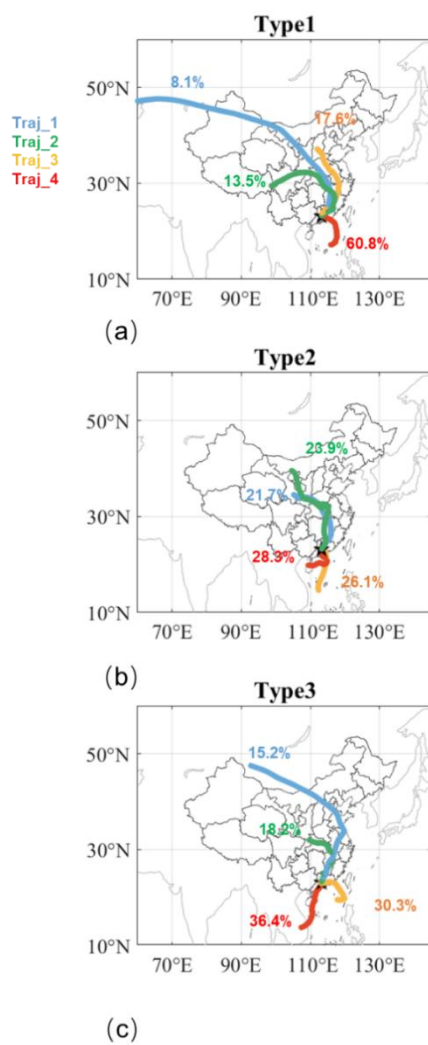 Type1
Traj_1
Traj_2
Traj_3
Traj_4
8.1%
17.6%
13.5%
60.8%
50°N
30°N
10°N
70°E 90°E 110°E 130°E
(a)
Type2
23.9%
21.7%
28.3%
26.1%
50°N
30°N
10°N
70°E 90°E 110°E 130°E
(b)
Type3
15.2%
18.2%
30.3%
36.4%
50°N
30°N
10°N
70°E 90°E 110°E 130°E
(c)